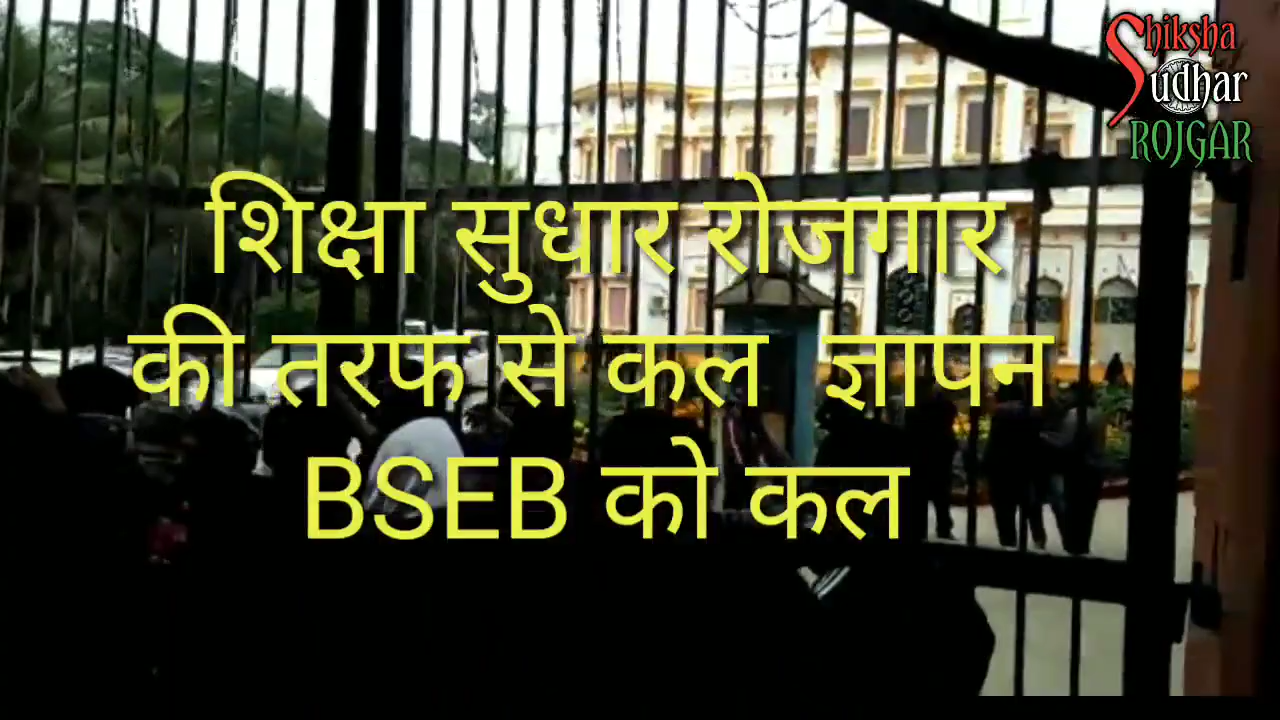 Shiksha
Sudhar
ROJGAR
शिक्षा सुधार रोजगार
की तरफ से कल ज्ञापन
BSEB को कल